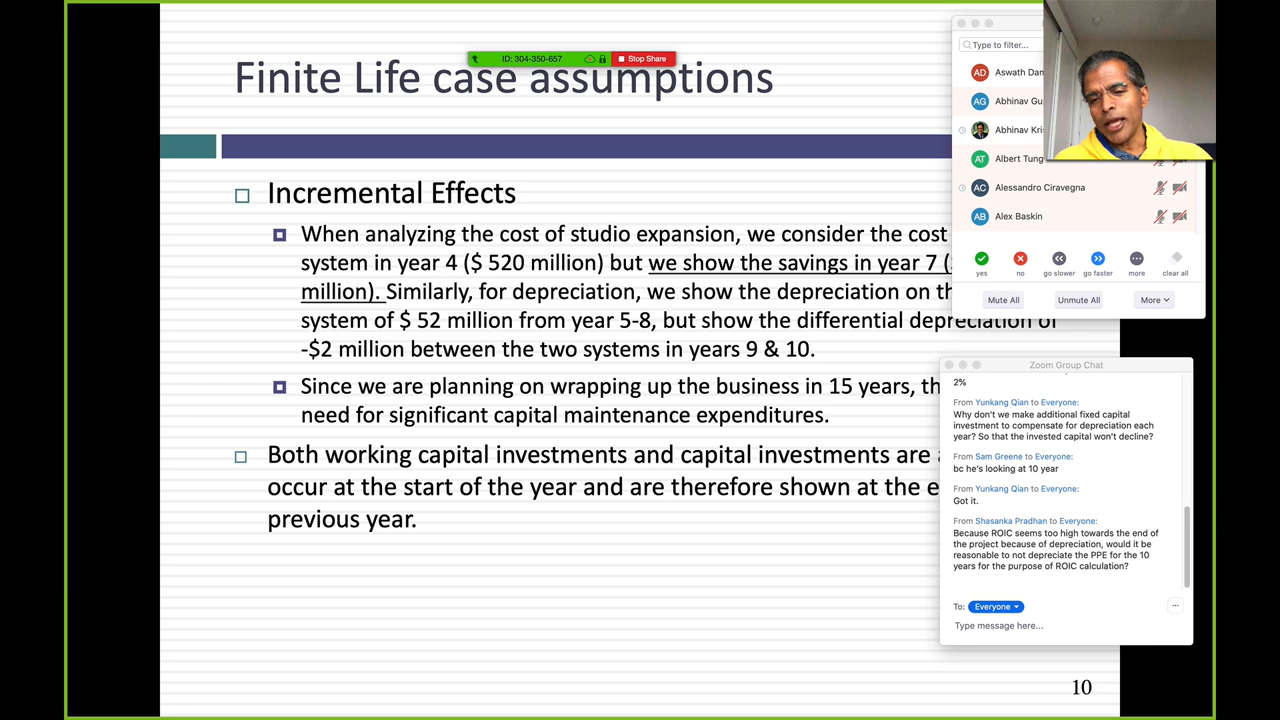 ID: 304-350-657
Stop Share
Finite Life case assumptions
Incremental Effects
When analyzing the cost of studio expansion, we consider the cost
system in year 4 ($ 520 million) but we show the savings in year 7 (
million). Similarly, for depreciation, we show the depreciation on
system of $ 52 million from year 5-8, but show the differential depreciation of
-$2 million between the two systems in years 9 & 10.
Since we are planning on wrapping up the business in 15 years,
need for significant capital maintenance expenditures.
Both working capital investments and capital investments are
occur at the start of the year and are therefore shown at the
previous year.
10
Type to filter...
AD Aswath
AG Abhinav
Abhinav
AT Albert Tung
AC Alessandro Ciravegna
AB Alex Baskin
yes no go slower go faster more clear all
Mute All Unmute All More
Zoom Group Chat
2%
From Yunkang Qian to Everyone:
Why don't we make additional fixed capital
investment to compensate for depreciation each
year? So that the invested capital won't decline?
From Sam Greene to Everyone:
bc he's looking at 10 year
From Yunkang Qian to Everyone:
Got it.
From Shasanka Pradhan to Everyone:
Because ROIC seems too high towards the end of
the project because of depreciation, would it be
reasonable to not depreciate the PPE for the 10
years for the purpose of ROIC calculation?
To: Everyone
Type message here...